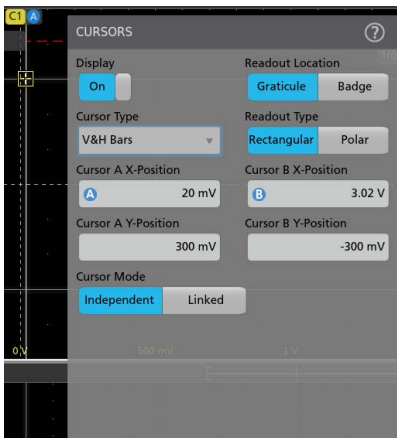 C1 A
CURSORS ?
Display Readout Location
On Graticule Badge
Cursor Type Readout Type
V&H Bars Rectangular Polar
Cursor A X-Position Cursor B X-Position
A 20 mV B 3.02 V
Cursor A Y-Position Cursor B Y-Position
300 mV -300 mV
Cursor Mode
Independent Linked
0 V 500 mV 1 V